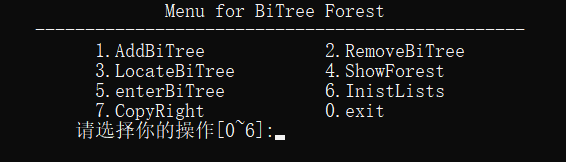 Menu for BiTree Forest
--------------------------------------------------
1.AddBiTree 2.RemoveBiTree
3.LocateBiTree 4.ShowForest
5.enterBiTree 6.InistLists
7.CopyRight 0.exit
请选择你的操作[0~6]: